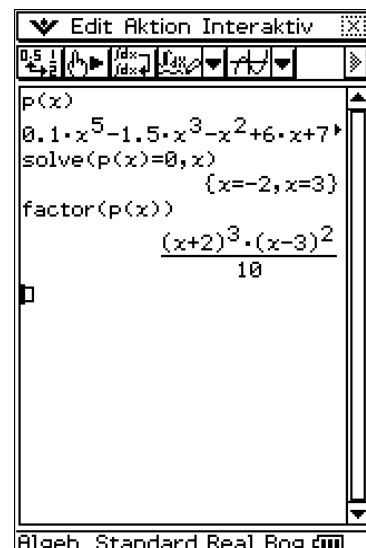 Edit Aktion Interaktiv
p(x)
0.1·x^5-1.5·x^3-x^2+6·x+7
solve(p(x)=0,x)
{x=-2,x=3}
factor(p(x))
(x+2)^3·(x-3)^2
10
Algeb Standard Real Bog